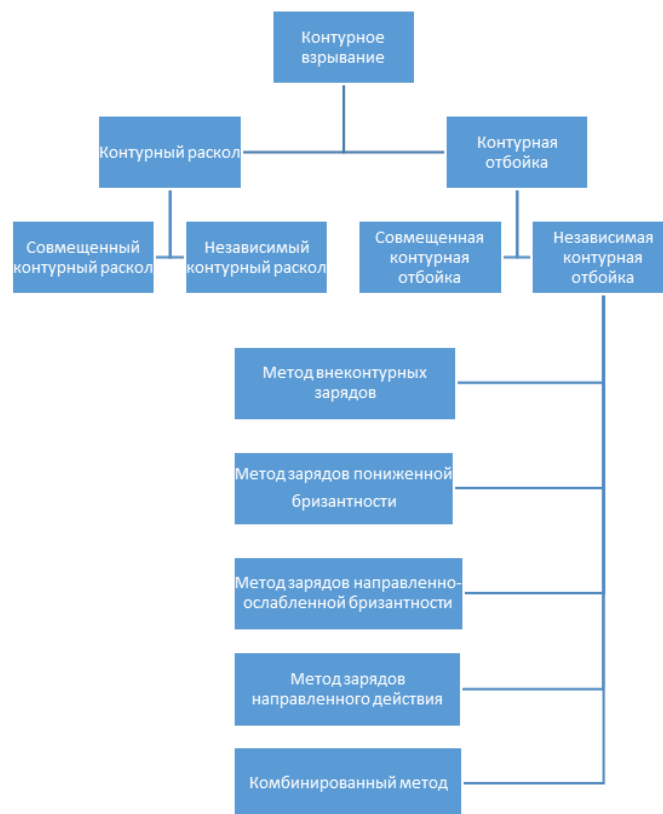 Контурное
взрывание
Контурный раскол
Контурная
отбойка
Совмещенный
контурный раскол
Независимый
контурный раскол
Совмещенная
контурная
отбойка
Независимая
контурная
отбойка
Метод внеконтурных
зарядов
Метод зарядов пониженной
бризантности
Метод зарядов направленно-
ослабленной бризантности
Метод зарядов
направленного действия
Комбинированный метод